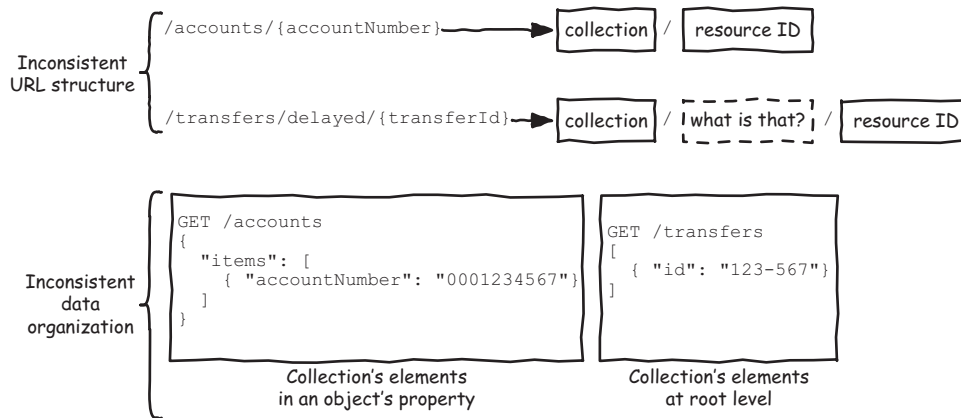 /accounts/{accountNumber} collection / resource ID
Inconsistent
URL structure
/transfers/delayed/{transferId} collection / what is that? / resource ID
Inconsistent
data
organization
GET /accounts
{
"items": [
{ "accountNumber": "0001234567"}
]
}
GET /transfers
[
{ "id": "123-567"}
]
Collection's elements
in an object's property
Collection's elements
at root level